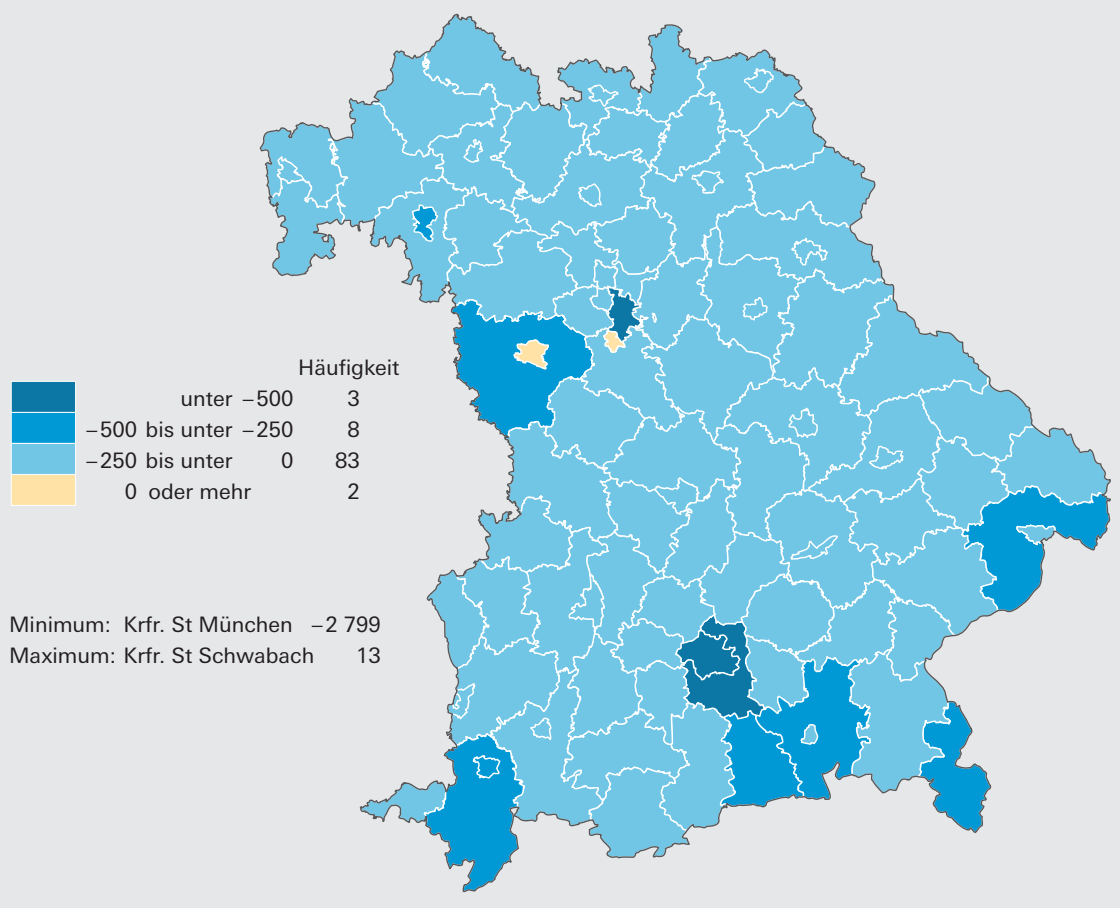 Häufigkeit
unter –500 3
–500 bis unter –250 8
–250 bis unter 0 83
0 oder mehr 2
Minimum: Krfr. St München –2 799
Maximum: Krfr. St Schwabach 13